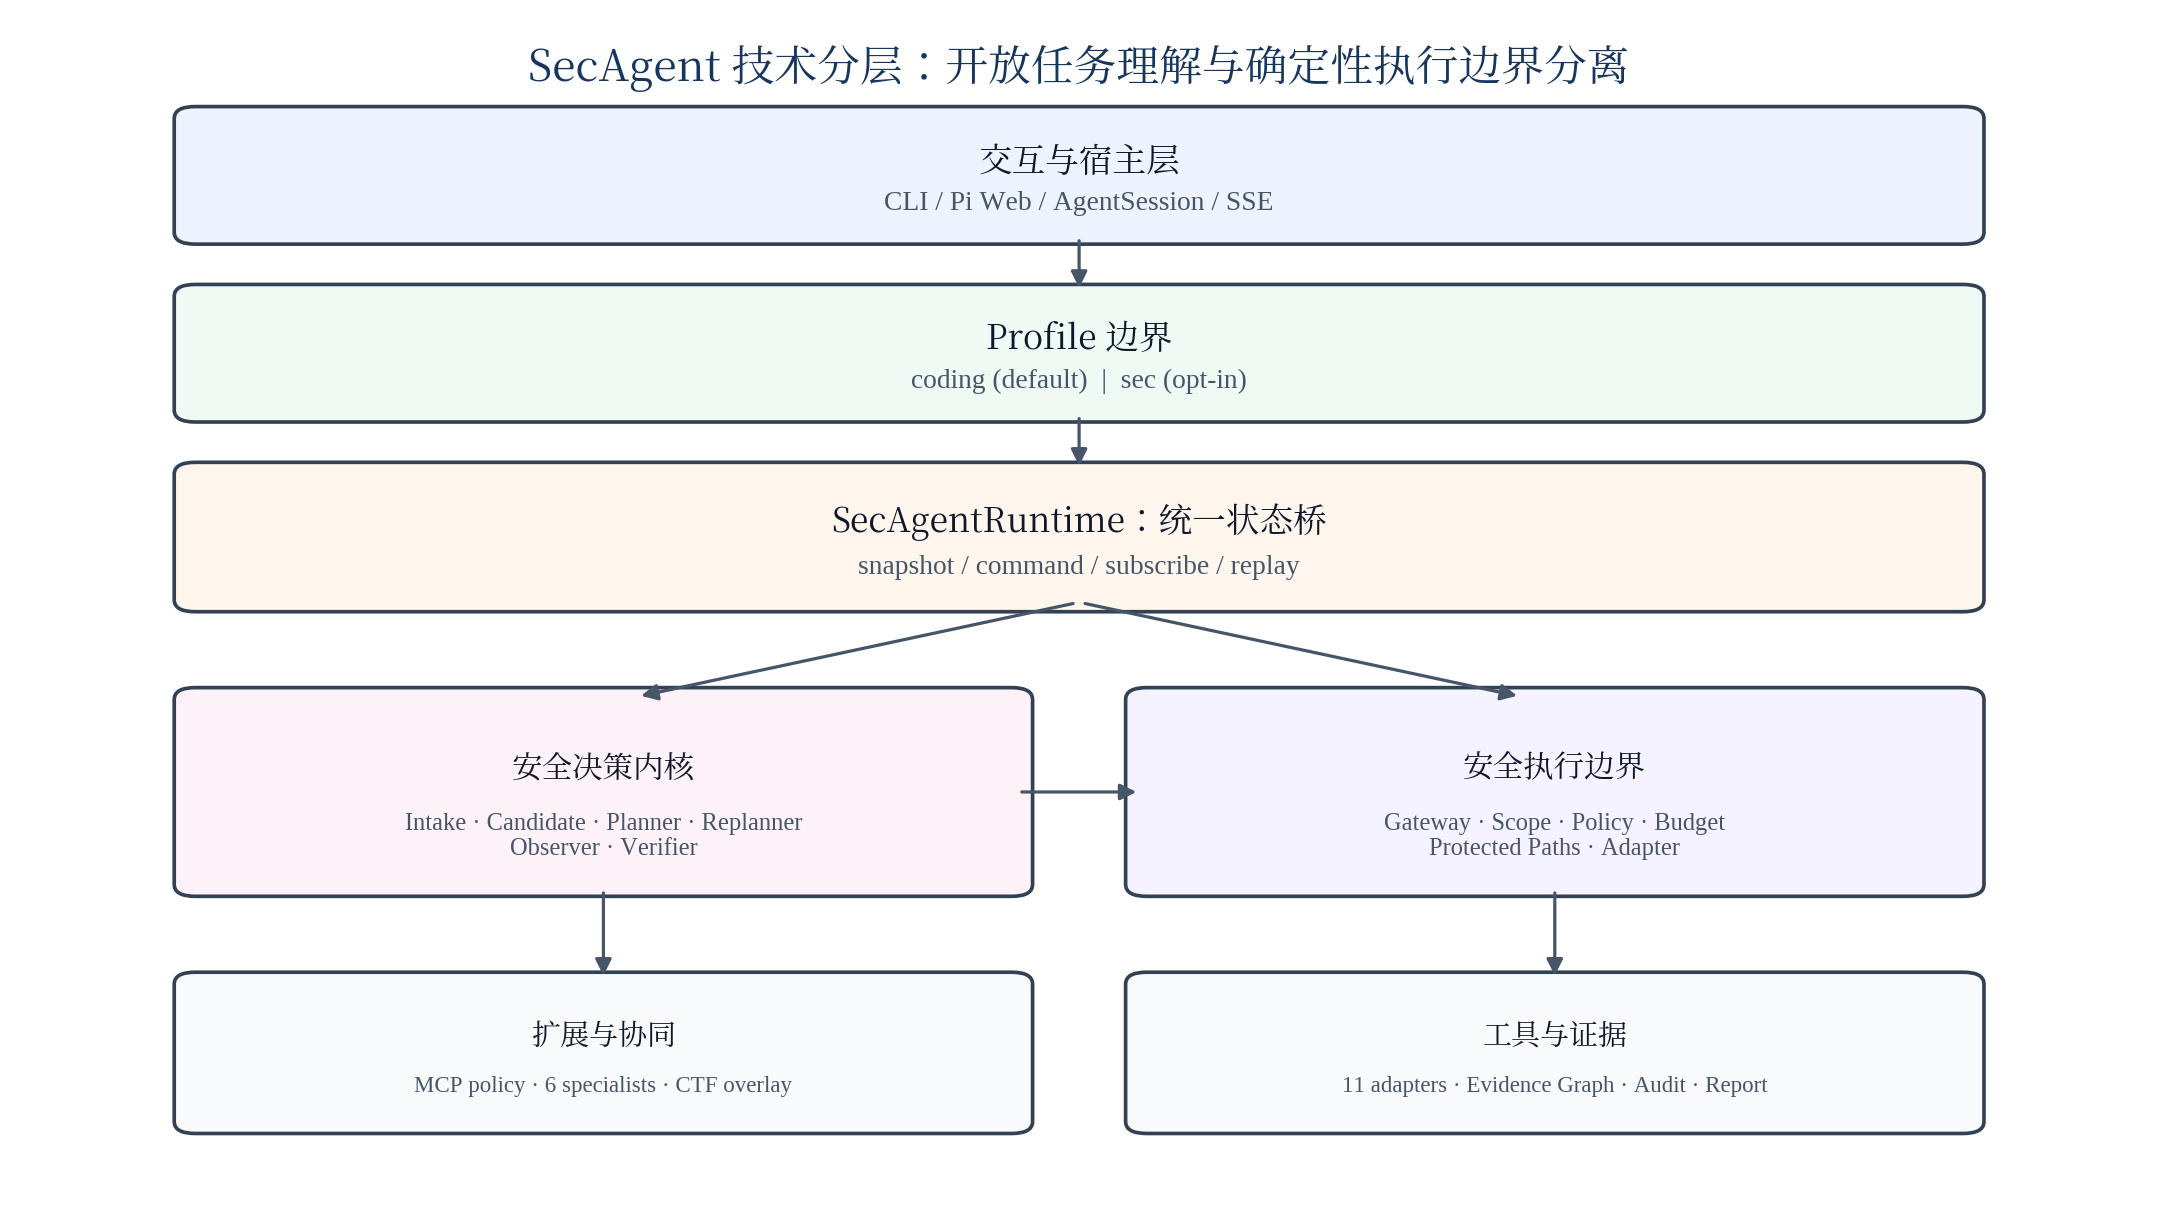 SecAgent 技术分层：开放任务理解与确定性执行边界分离
交互与宿主层
CLI / Pi Web / AgentSession / SSE
Profile 边界
coding (default) | sec (opt-in)
SecAgentRuntime：统一状态桥
snapshot / command / subscribe / replay
安全决策内核
Intake · Candidate · Planner · Replanner
Observer · Verifier
安全执行边界
Gateway · Scope · Policy · Budget
Protected Paths · Adapter
扩展与协同
MCP policy · 6 specialists · CTF overlay
工具与证据
11 adapters · Evidence Graph · Audit · Report